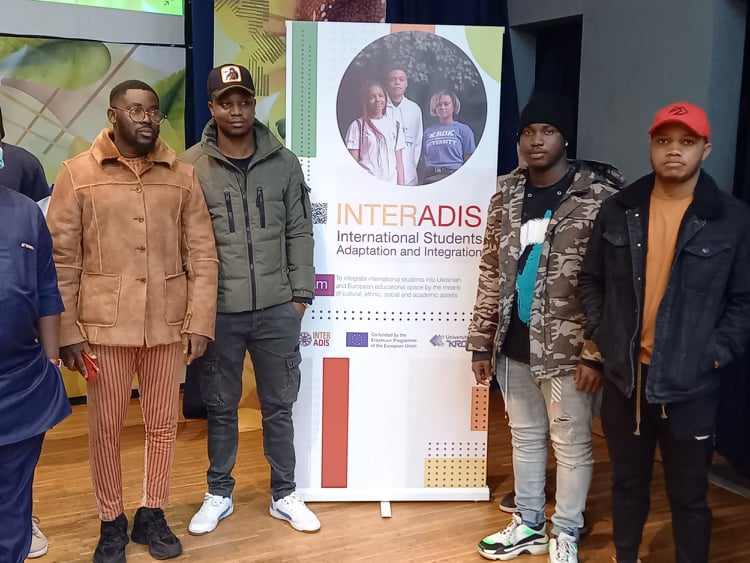 KROK
UNIVERSITY
INTERADIS
International Students
Adaptation and Integration
m
To integrate international students into Ukrainian
and European educational space by the means
of cultural, ethnic, social and academic assets
INTER
ADIS
Co-funded by the
Erasmus+ Programme
of the European Union